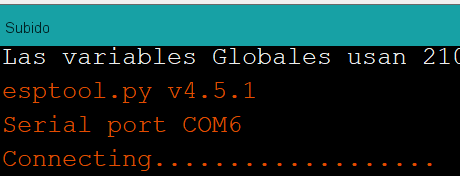 Subido
Las variables Globales usan 210
esptool.py v4.5.1
Serial port COM6
Connecting...................